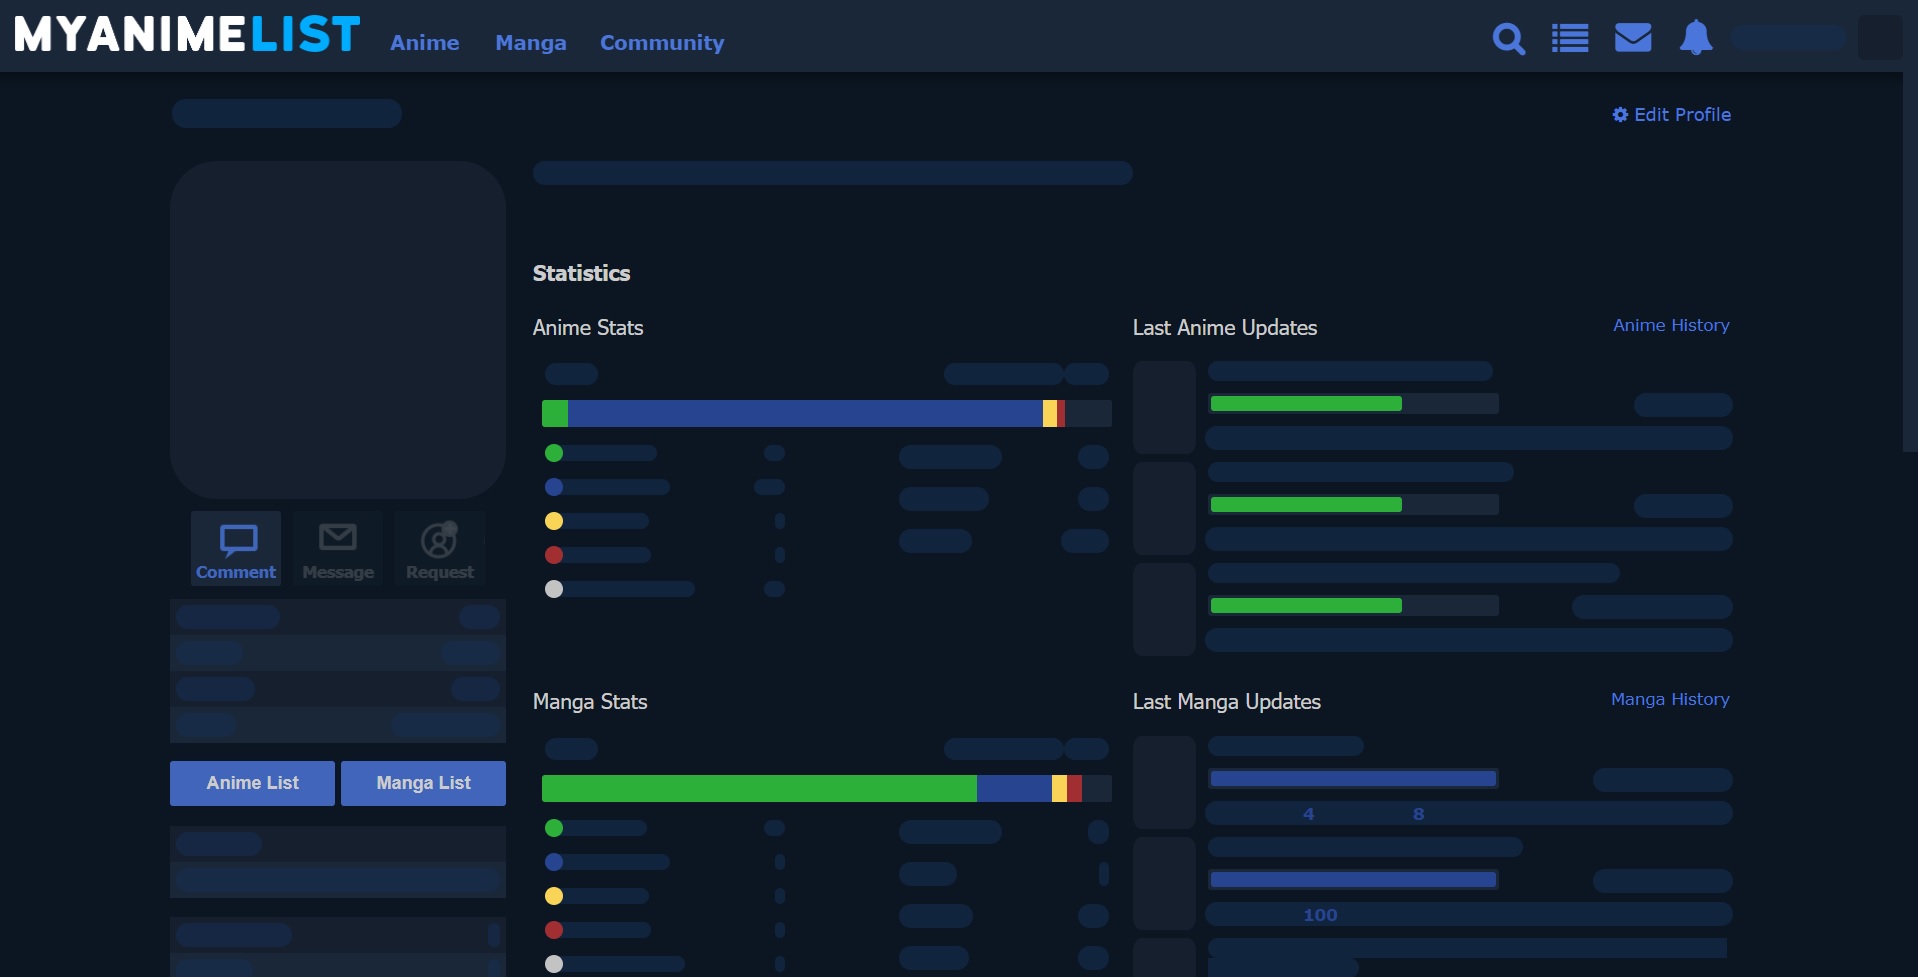 MYANIMELIST
Anime Manga Community
Edit Profile
Statistics
Anime Stats
Last Anime Updates
Anime History
Comment
Message
Request
Manga Stats
Last Manga Updates
Manga History
Anime List
Manga List
4 8
100